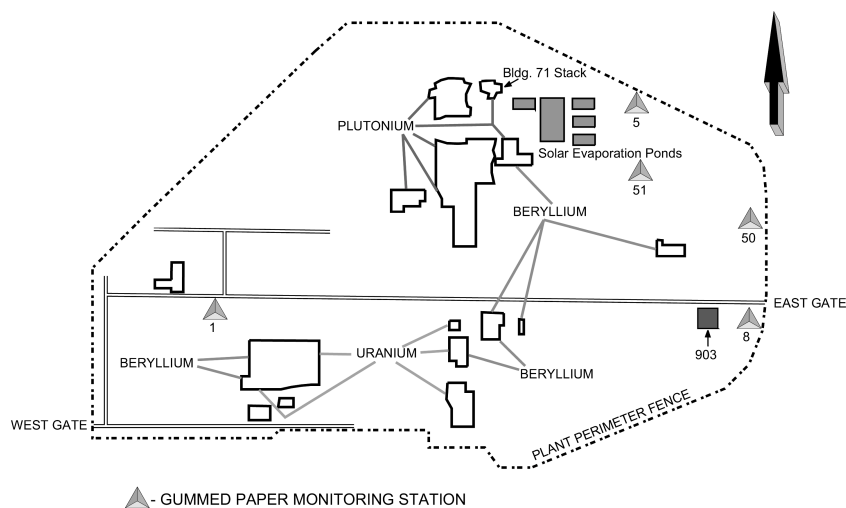 Bldg. 71 Stack
PLUTONIUM
5
Solar Evaporation Ponds
51
BERYLLIUM
50
EAST GATE
1
8
903
BERYLLIUM
URANIUM
BERYLLIUM
WEST GATE
PLANT PERIMETER FENCE
- GUMMED PAPER MONITORING STATION